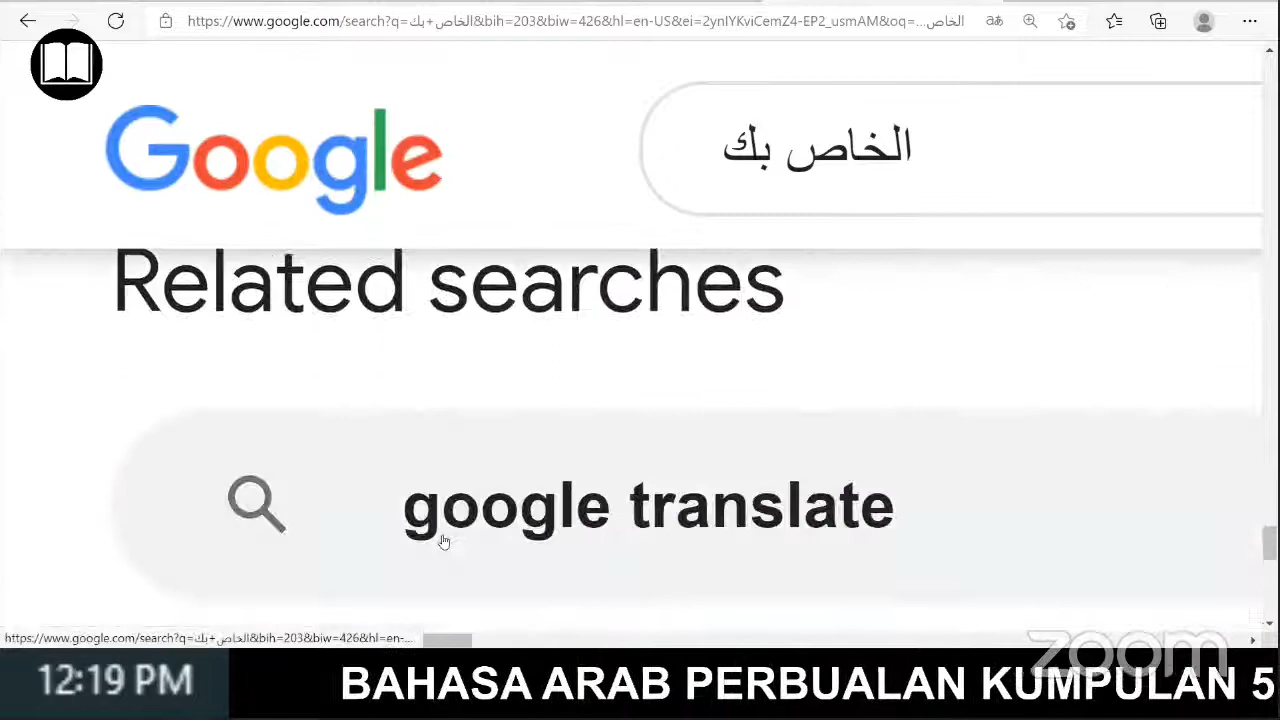 https://www.google.com/search?q=الخاص+بك&bih=203&biw=426&hl=en-US&ei=2ynIYKviCemZ4-EP2_usmAM&oq=...الخاص
Google
الخاص بك
Related searches
google translate
https://www.google.com/search?q=الخاص+بك&bih=203&biw=426&hl=en-...
zoom
12:19 PM
BAHASA ARAB PERBUALAN KUMPULAN 5